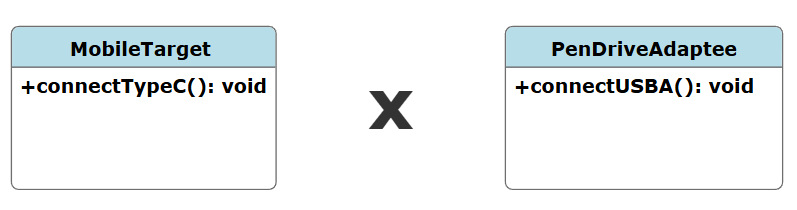 MobileTarget
+connectTypeC(): void
x
PenDriveAdaptee
+connectUSBA(): void